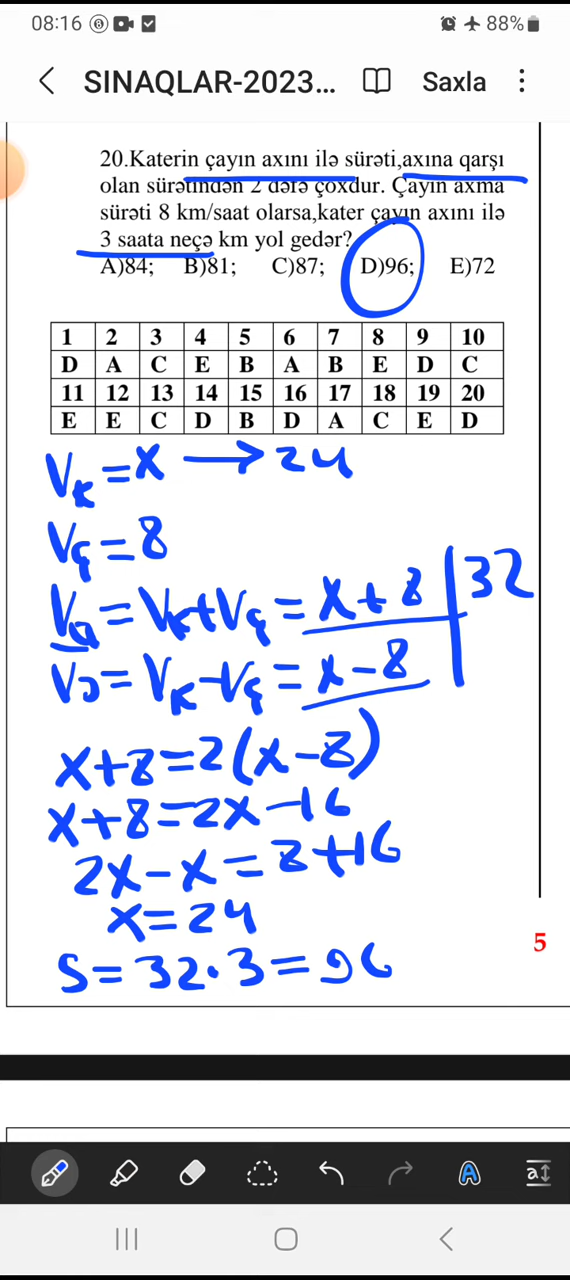 08:16 88%
SINAQLAR-2023... Saxla
20.Katerin çayın axını ilə sürəti,axına qarşı
olan sürətindən 2 dəfə çoxdur. Çayın axma
sürəti 8 km/saat olarsa,kater çayın axını ilə
3 saata neçə km yol gedər?
A)84; B)81; C)87; D)96; E)72
1 2 3 4 5 6 7 8 9 10
D A C E B A B E D C
11 12 13 14 15 16 17 18 19 20
E E C D B D A C E D
Vk = x → 24
Vç = 8
Va = Vk + Vç = x + 8 | 32
Və = Vk - Vç = x - 8
x + 8 = 2(x - 8)
x + 8 = 2x - 16
2x - x = 8 + 16
x = 24
5
S = 32 · 3 = 96